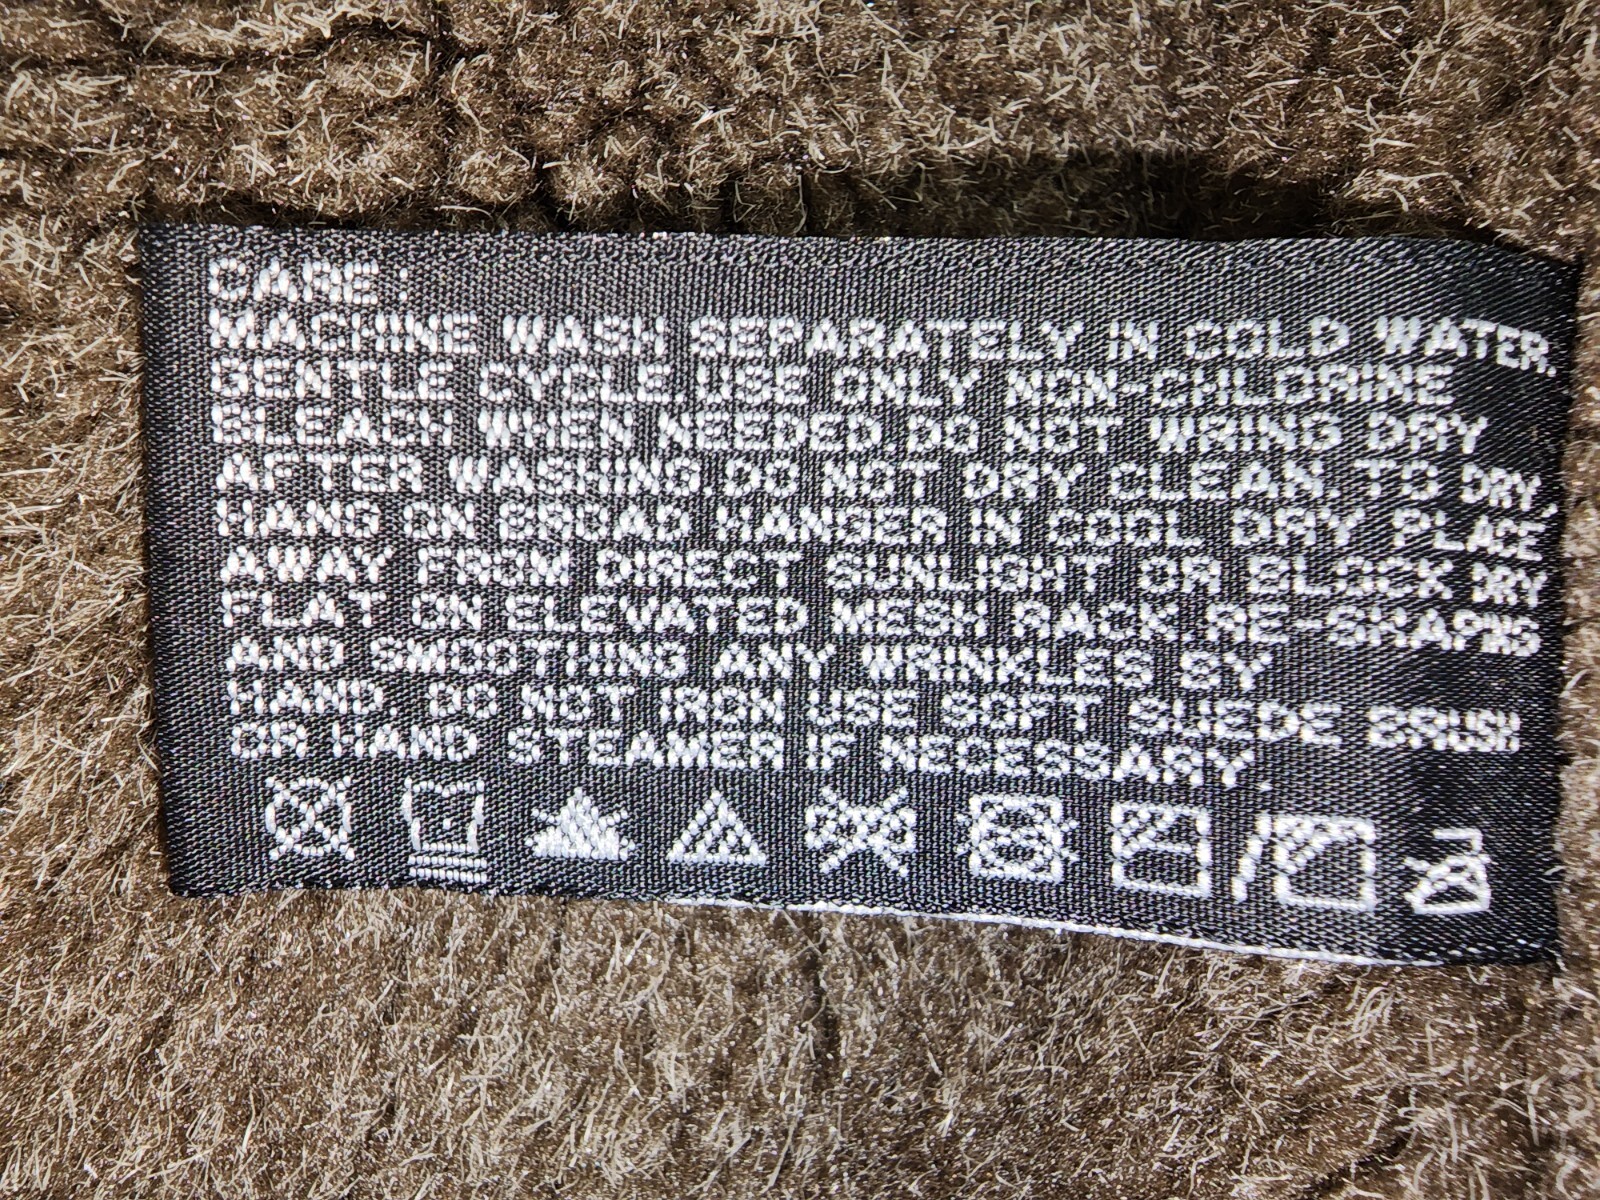 CARE :
MACHINE WASH SEPARATELY IN COLD WATER.
GENTLE CYCLE USE ONLY NON-CHLORINE
BLEACH WHEN NEEDED.DO NOT WRING DRY
AFTER WASHING.DO NOT DRY CLEAN. TO DRY,
HANG ON BROAD HANGER IN COOL DRY PLACE
AWAY FROM DIRECT SUNLIGHT OR BLOCK DRY
FLAT ON ELEVATED MESH RACK RE-SHAPING
AND SMOOTHING ANY WRINKLES BY
HAND. DO NOT IRON USE SOFT SUEDE BRUSH
OR HAND STEAMER IF NECESSARY.